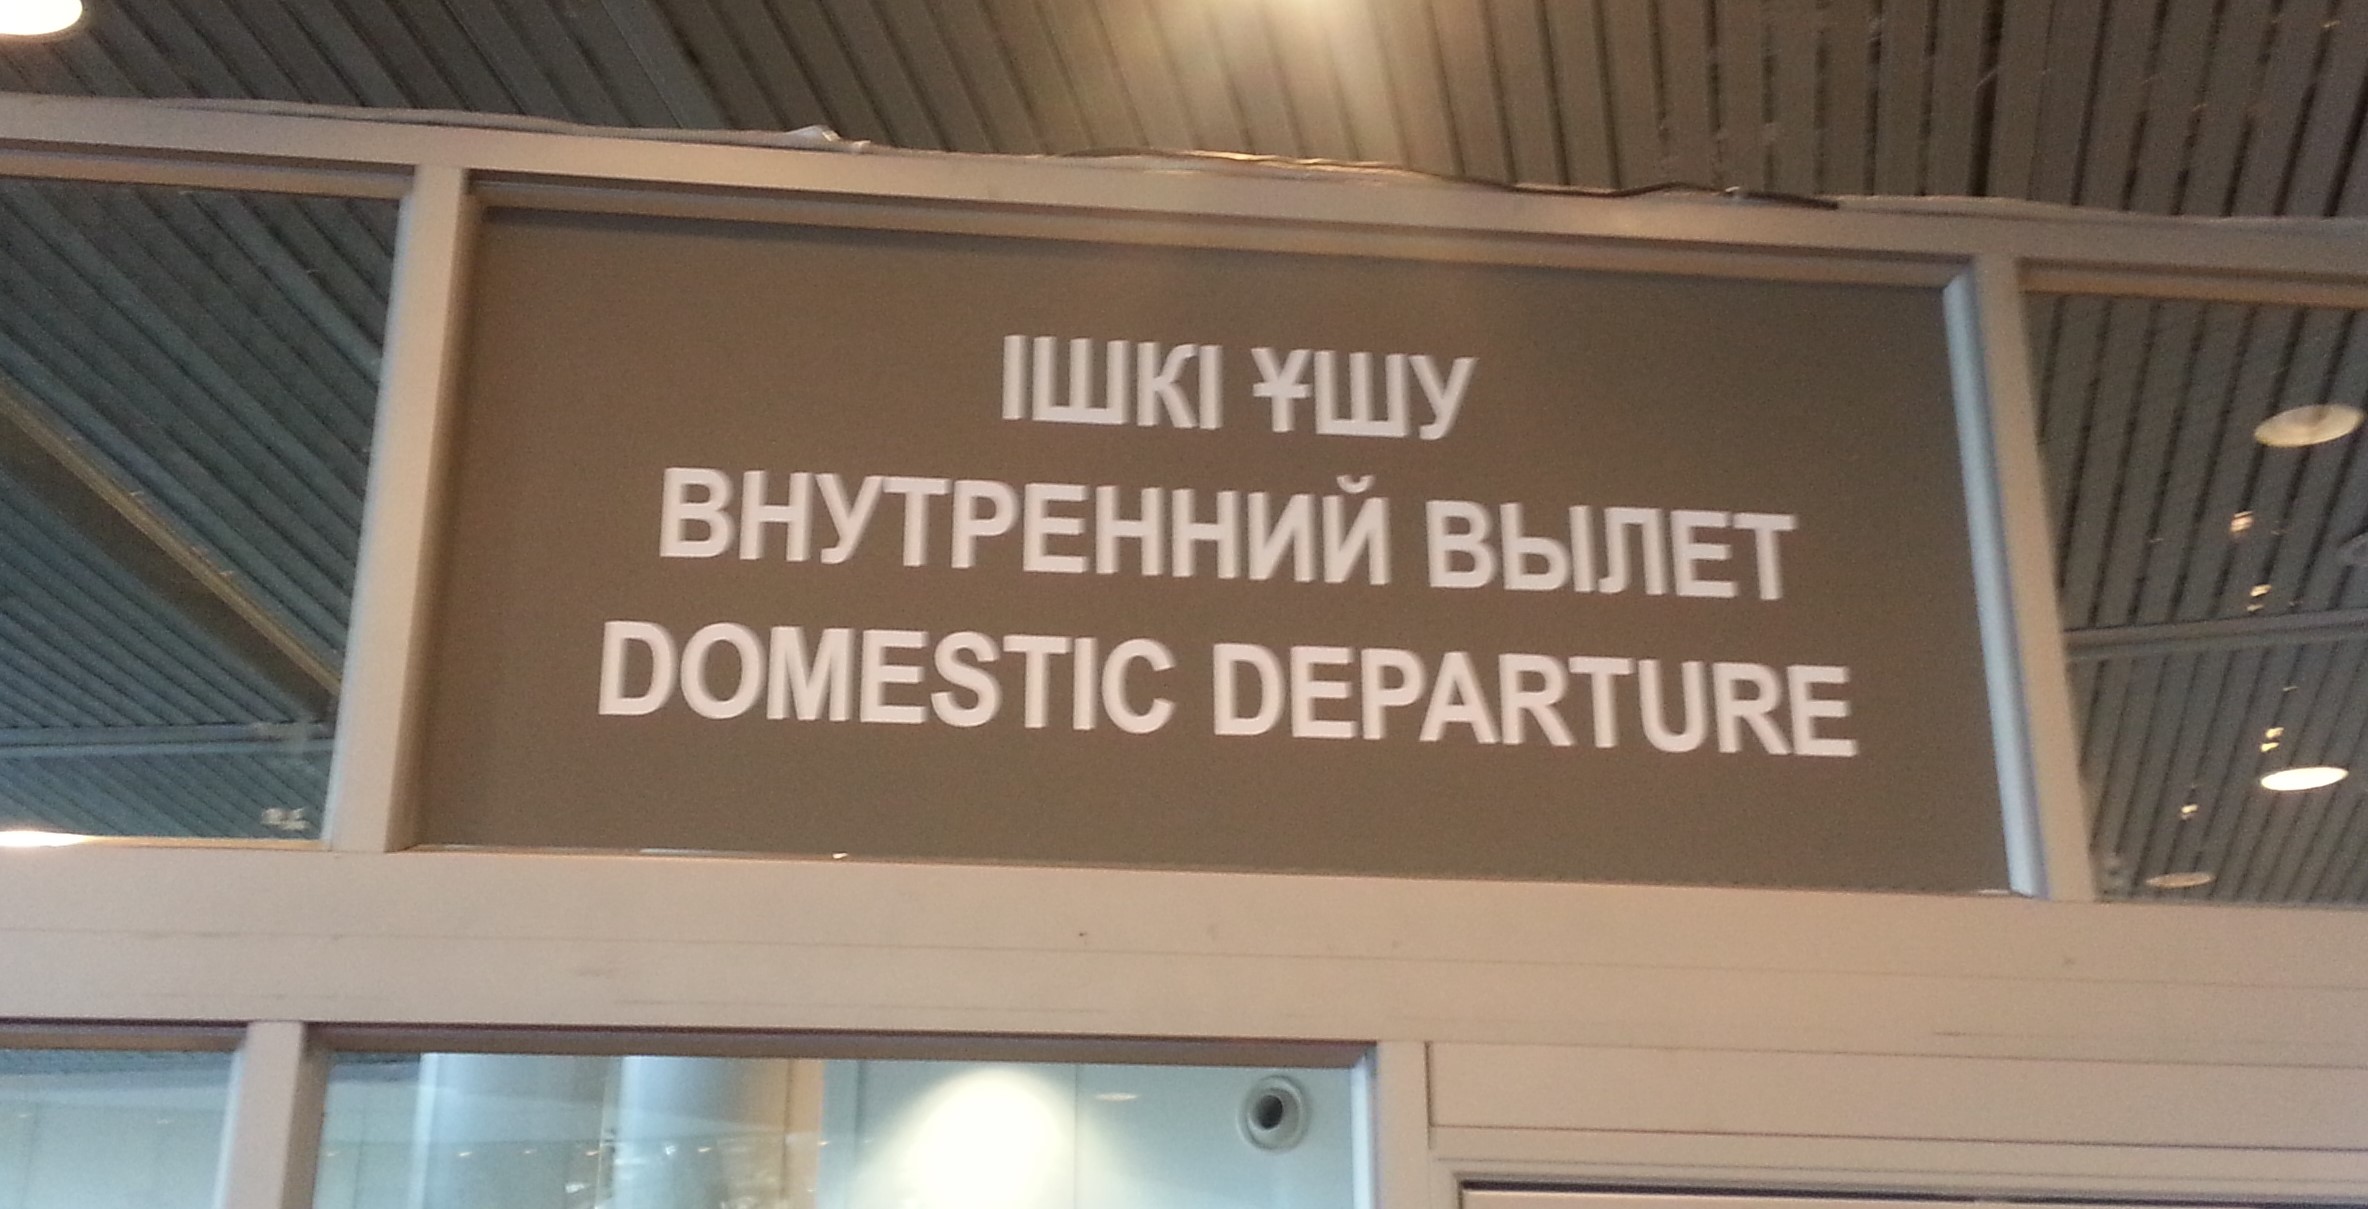 ІШКІ ҰШУ
ВНУТРЕННИЙ ВЫЛЕТ
DOMESTIC DEPARTURE